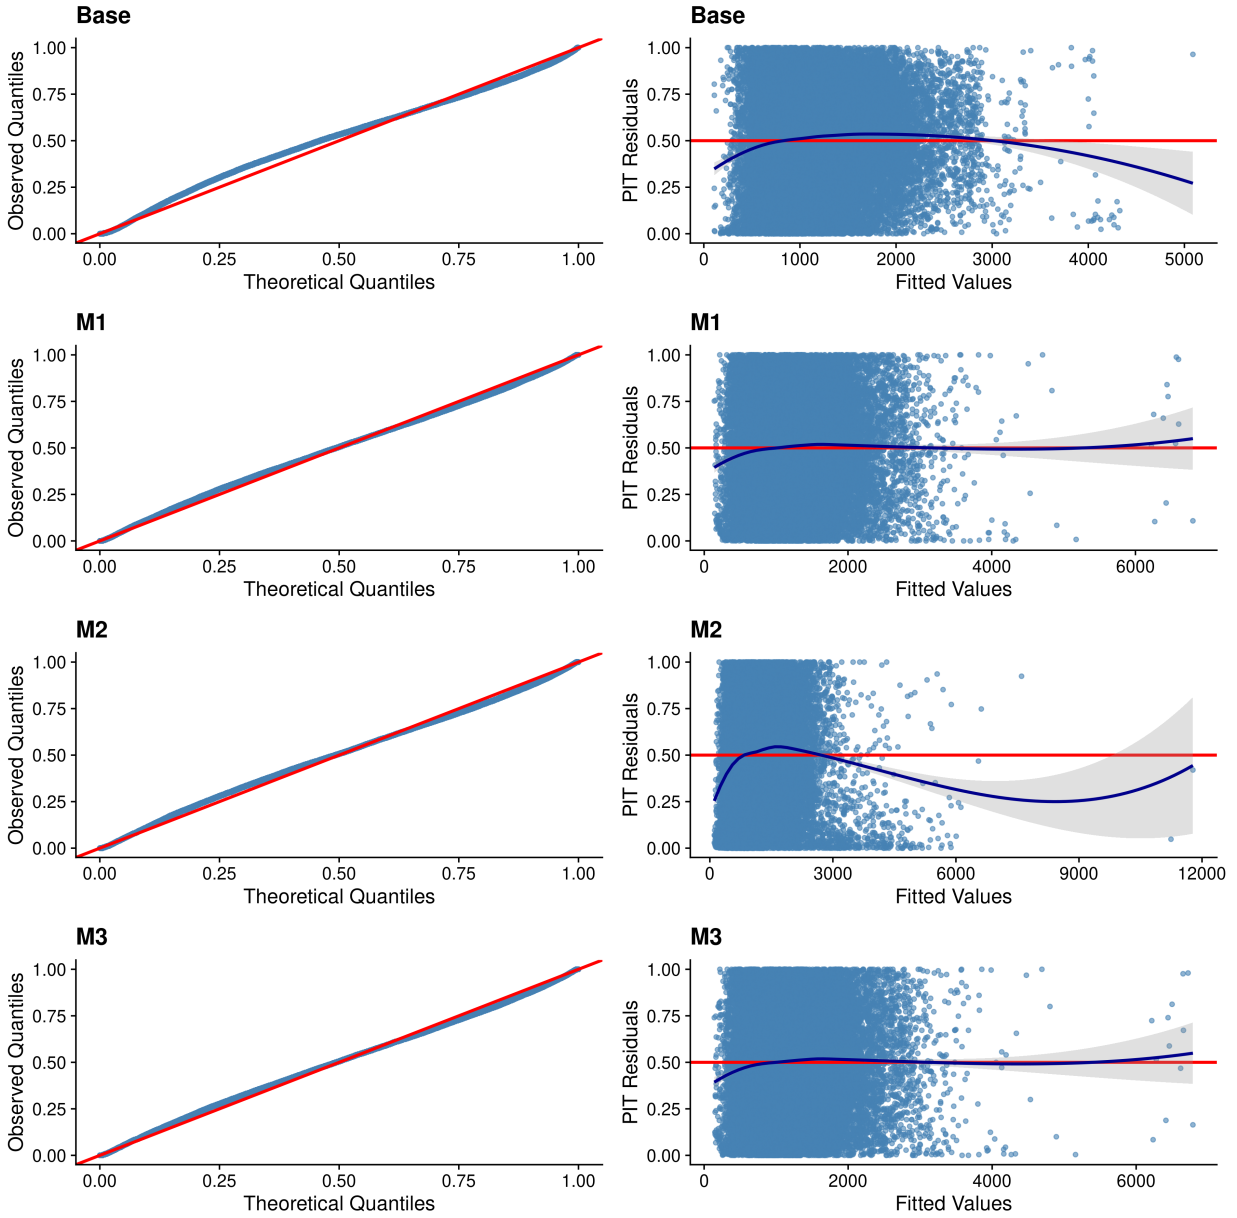 Base
Observed Quantiles
1.00
0.75
0.50
0.25
0.00
0.00 0.25 0.50 0.75 1.00
Theoretical Quantiles
Base
PIT Residuals
1.00
0.75
0.50
0.25
0.00
0 1000 2000 3000 4000 5000
Fitted Values
M1
Observed Quantiles
1.00
0.75
0.50
0.25
0.00
0.00 0.25 0.50 0.75 1.00
Theoretical Quantiles
M1
PIT Residuals
1.00
0.75
0.50
0.25
0.00
0 2000 4000 6000
Fitted Values
M2
Observed Quantiles
1.00
0.75
0.50
0.25
0.00
0.00 0.25 0.50 0.75 1.00
Theoretical Quantiles
M2
PIT Residuals
1.00
0.75
0.50
0.25
0.00
0 3000 6000 9000 12000
Fitted Values
M3
Observed Quantiles
1.00
0.75
0.50
0.25
0.00
0.00 0.25 0.50 0.75 1.00
Theoretical Quantiles
M3
PIT Residuals
1.00
0.75
0.50
0.25
0.00
0 2000 4000 6000
Fitted Values